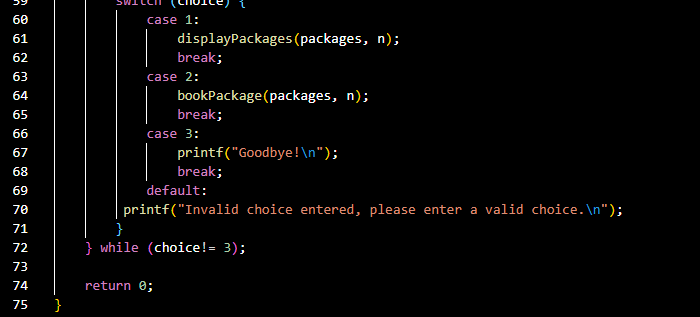 59 switch (choice) {
60 case 1:
61 displayPackages(packages, n);
62 break;
63 case 2:
64 bookPackage(packages, n);
65 break;
66 case 3:
67 printf("Goodbye!\n");
68 break;
69 default:
70 printf("Invalid choice entered, please enter a valid choice.\n");
71 }
72 } while (choice!= 3);
73
74 return 0;
75 }